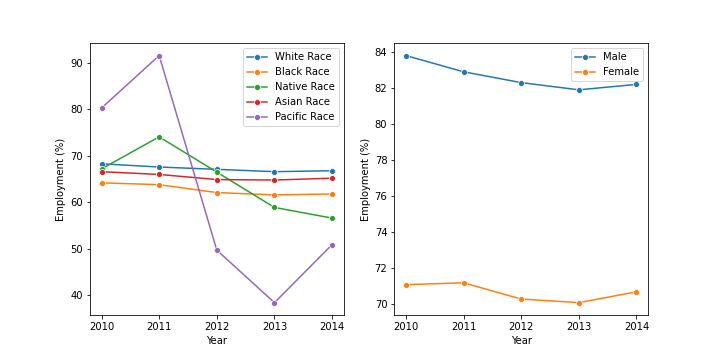 White Race
Black Race
Native Race
Asian Race
Pacific Race
Employment (%)
90
80
70
60
50
40
2010 2011 2012 2013 2014
Year
Male
Female
Employment (%)
84
82
80
78
76
74
72
70
2010 2011 2012 2013 2014
Year